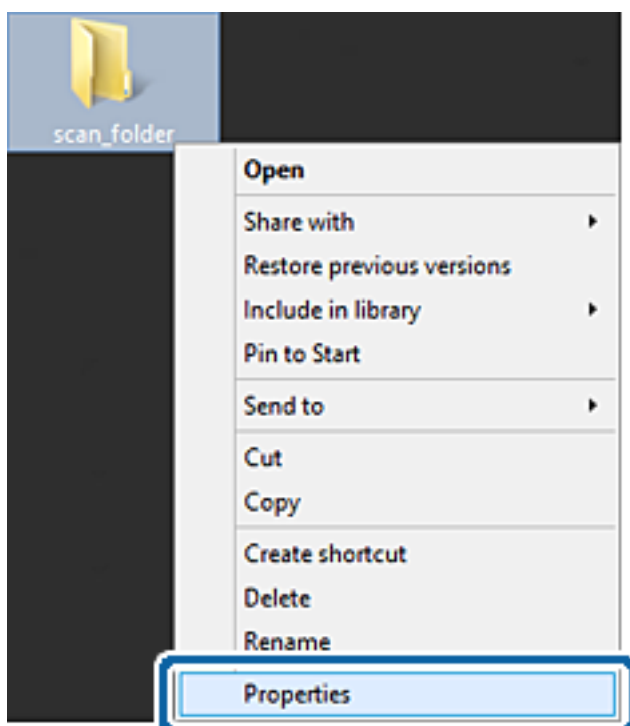 scan_folder
Open
Share with
Restore previous versions
Include in library
Pin to Start
Send to
Cut
Copy
Create shortcut
Delete
Rename
Properties